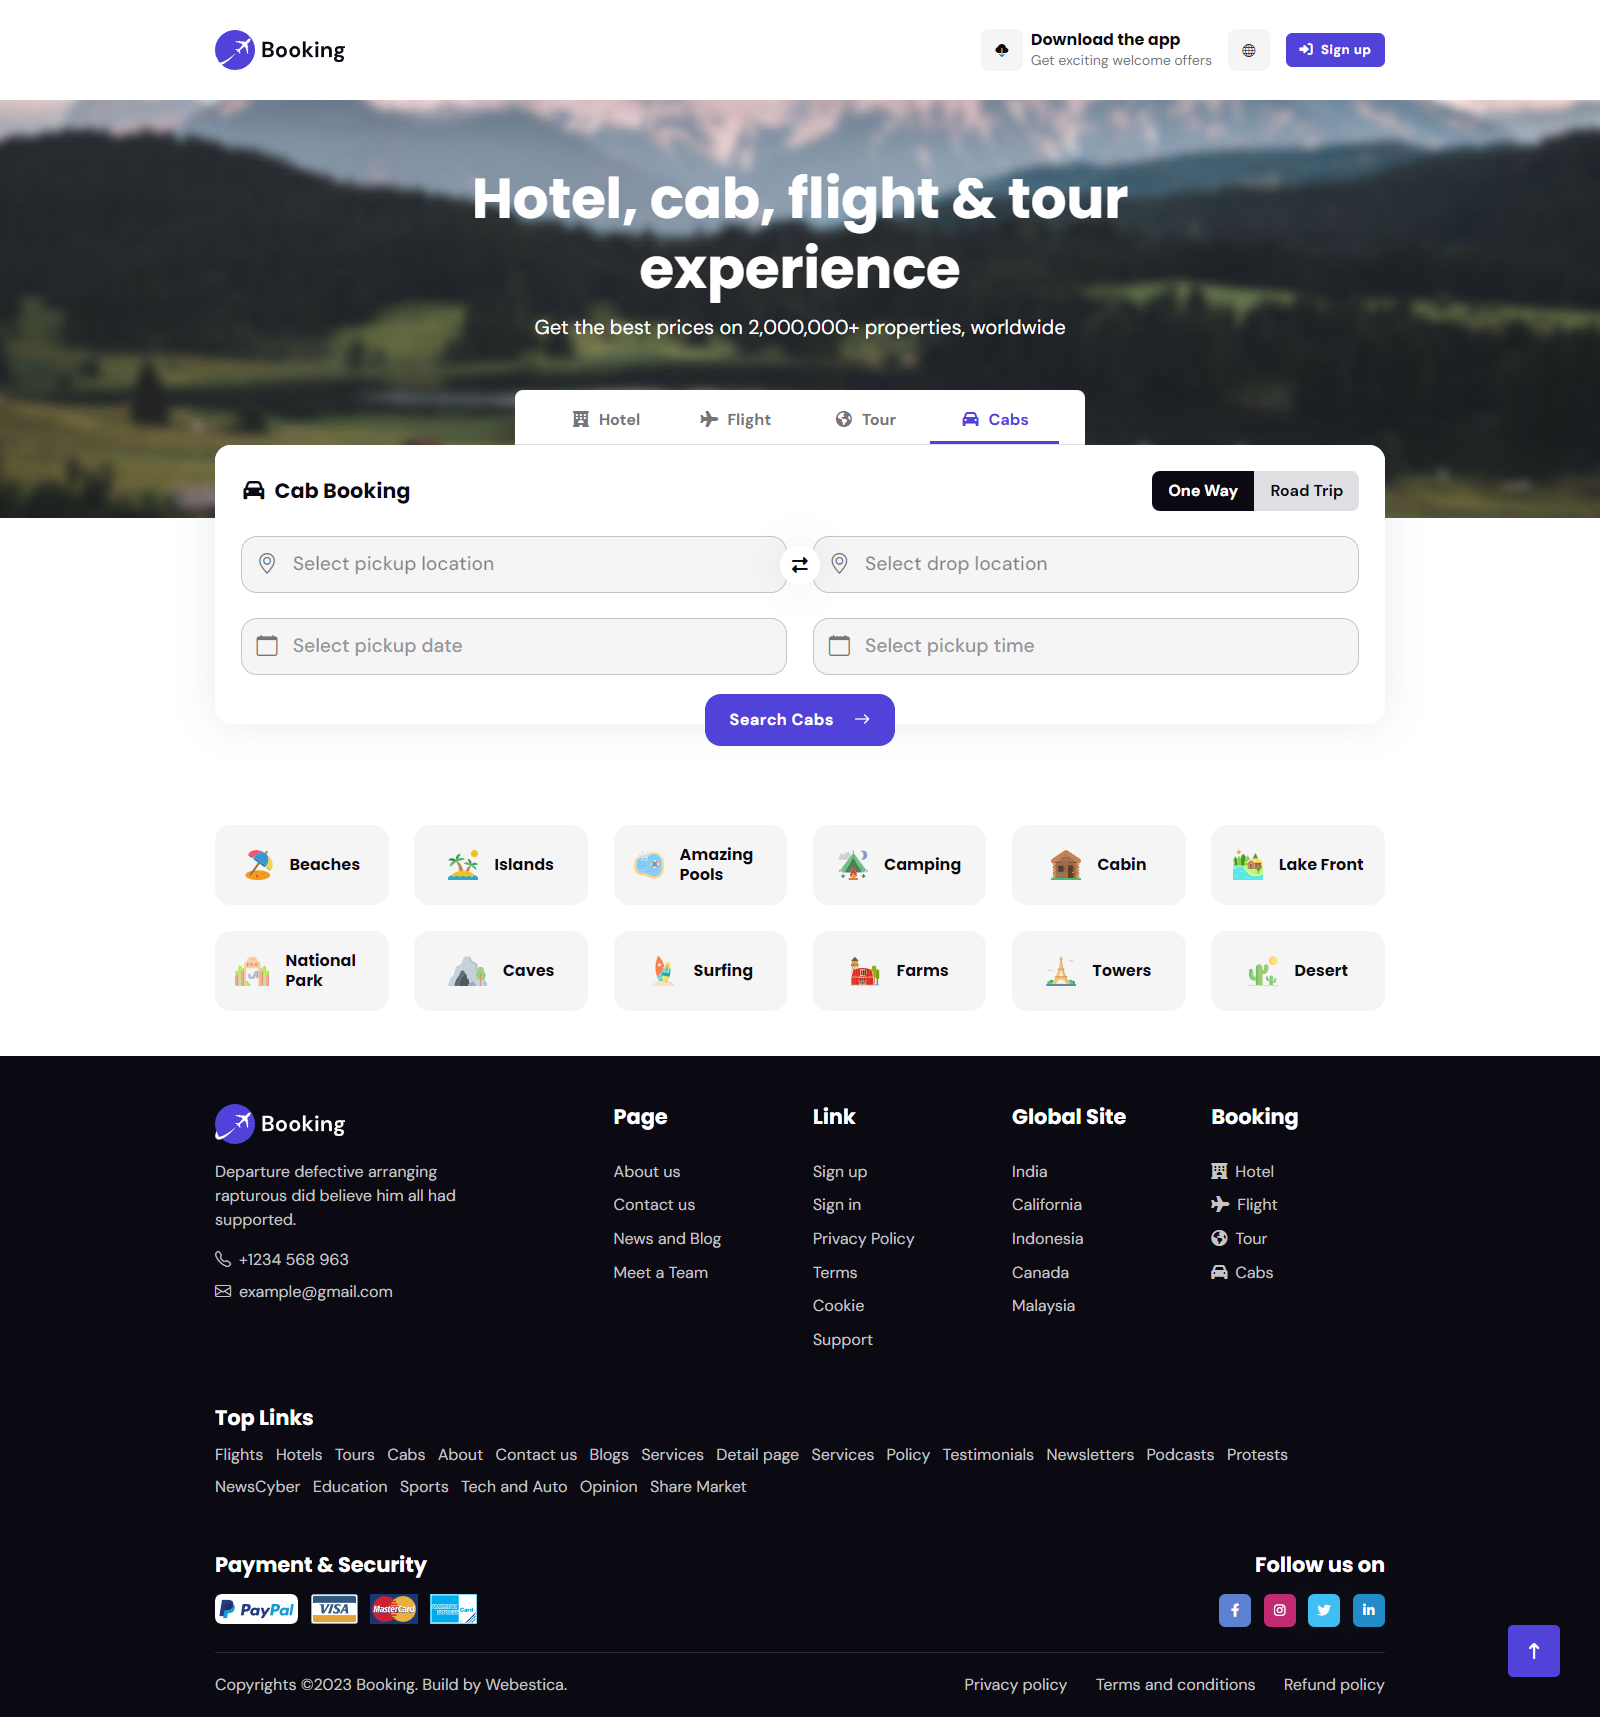 Booking
Download the app
Get exciting welcome offers
Sign up
Hotel, cab, flight & tour
experience
Get the best prices on 2,000,000+ properties, worldwide
Hotel Flight Tour Cabs
Cab Booking
One Way Road Trip
Select pickup location
Select drop location
Select pickup date
Select pickup time
Search Cabs
Beaches
Islands
Amazing
Pools
Camping
Cabin
Lake Front
National
Park
Caves
Surfing
Farms
Towers
Desert
Booking
Departure defective arranging
rapturous did believe him all had
supported.
+1234 568 963
example@gmail.com
Page
About us
Contact us
News and Blog
Meet a Team
Link
Sign up
Sign in
Privacy Policy
Terms
Cookie
Support
Global Site
India
California
Indonesia
Canada
Malaysia
Booking
Hotel
Flight
Tour
Cabs
Top Links
Flights Hotels Tours Cabs About Contact us Blogs Services Detail page Services Policy Testimonials Newsletters Podcasts Protests
NewsCyber Education Sports Tech and Auto Opinion Share Market
Payment & Security
PayPal VISA MasterCard
Follow us on
Copyrights ©2023 Booking. Build by Webestica.
Privacy policy Terms and conditions Refund policy